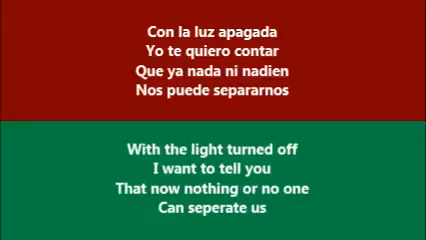 Con la luz apagada
Yo te quiero contar
Que ya nada ni nadien
Nos puede separarnos
With the light turned off
I want to tell you
That now nothing or no one
Can seperate us